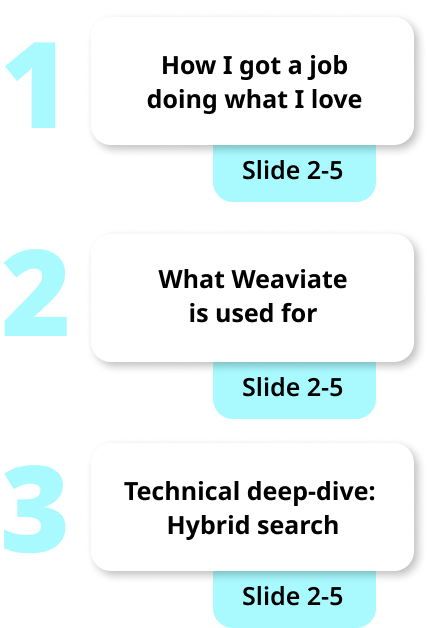 1
How I got a job
doing what I love
Slide 2-5
2
What Weaviate
is used for
Slide 2-5
3
Technical deep-dive:
Hybrid search
Slide 2-5